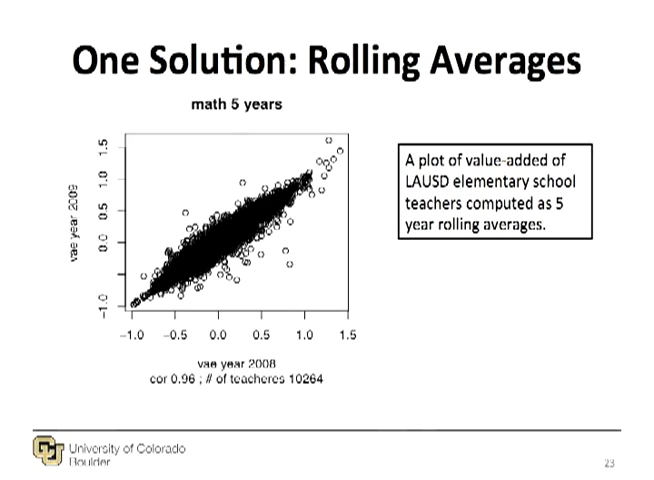 One Solution: Rolling Averages
math 5 years
A plot of value-added of
LAUSD elementary school
teachers computed as 5
year rolling averages.
vae year 2009
1.5
1.0
0.5
0.0
−1.0
−1.0 −0.5 0.0 0.5 1.0 1.5
vae year 2008
cor 0.96 ; # of teacheres 10264
University of Colorado
Boulder
23